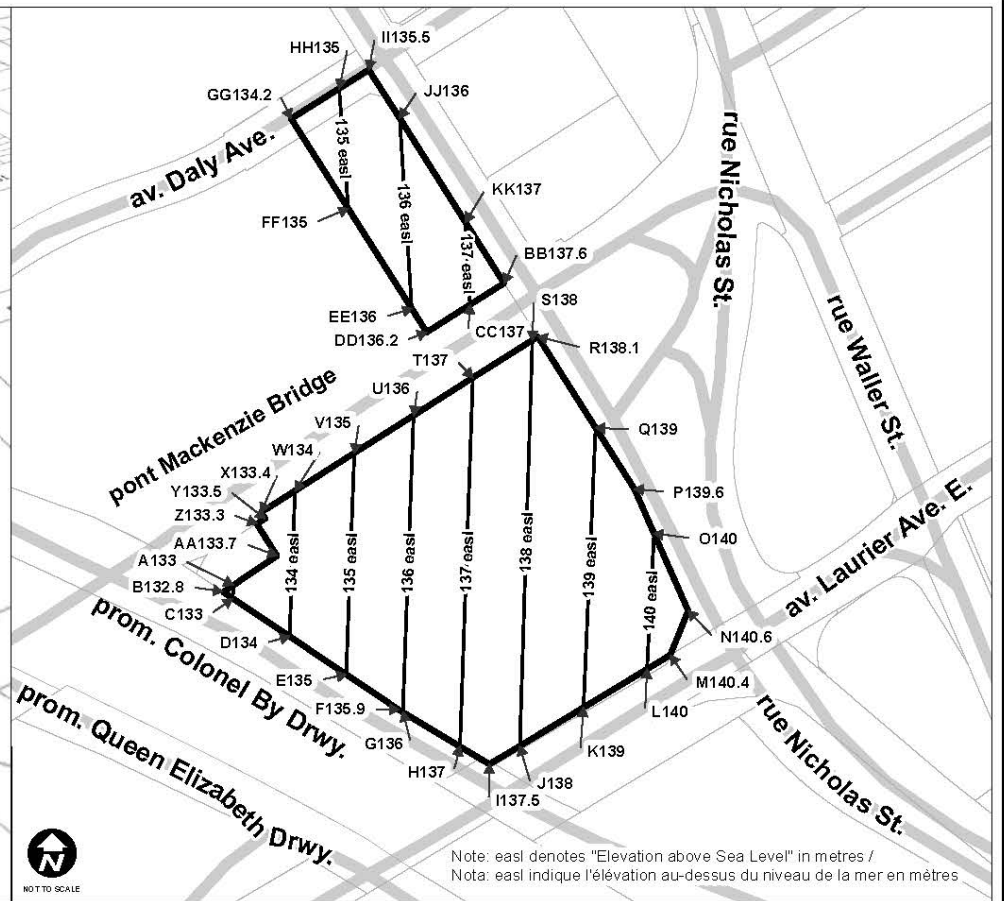 II135.5
HH135
JJ136
GG134.2
135 easl
av. Daly Ave.
136 easl
rue Nicholas St.
KK137
FF135
137 easl
BB137.6
EE136
S138
DD136.2
CC137
R138.1
T137
rue Waller St.
U136
pont Mackenzie Bridge
V135
Q139
W134
X133.4
Y133.5
Z133.3
P139.6
AA133.7
O140
A133
134 easl
135 easl
136 easl
137 easl
138 easl
139 easl
140 easl
av. Laurier Ave. E.
B132.8
C133
prom. Colonel By Drwy.
D134
N140.6
E135
M140.4
F135.9
L140
G136
K139
rue Nicholas St.
H137
J138
I137.5
prom. Queen Elizabeth Drwy.
N
NOT TO SCALE
Note: easl denotes "Elevation above Sea Level" in metres /
Nota: easl indique l'élévation au-dessus du niveau de la mer en mètres